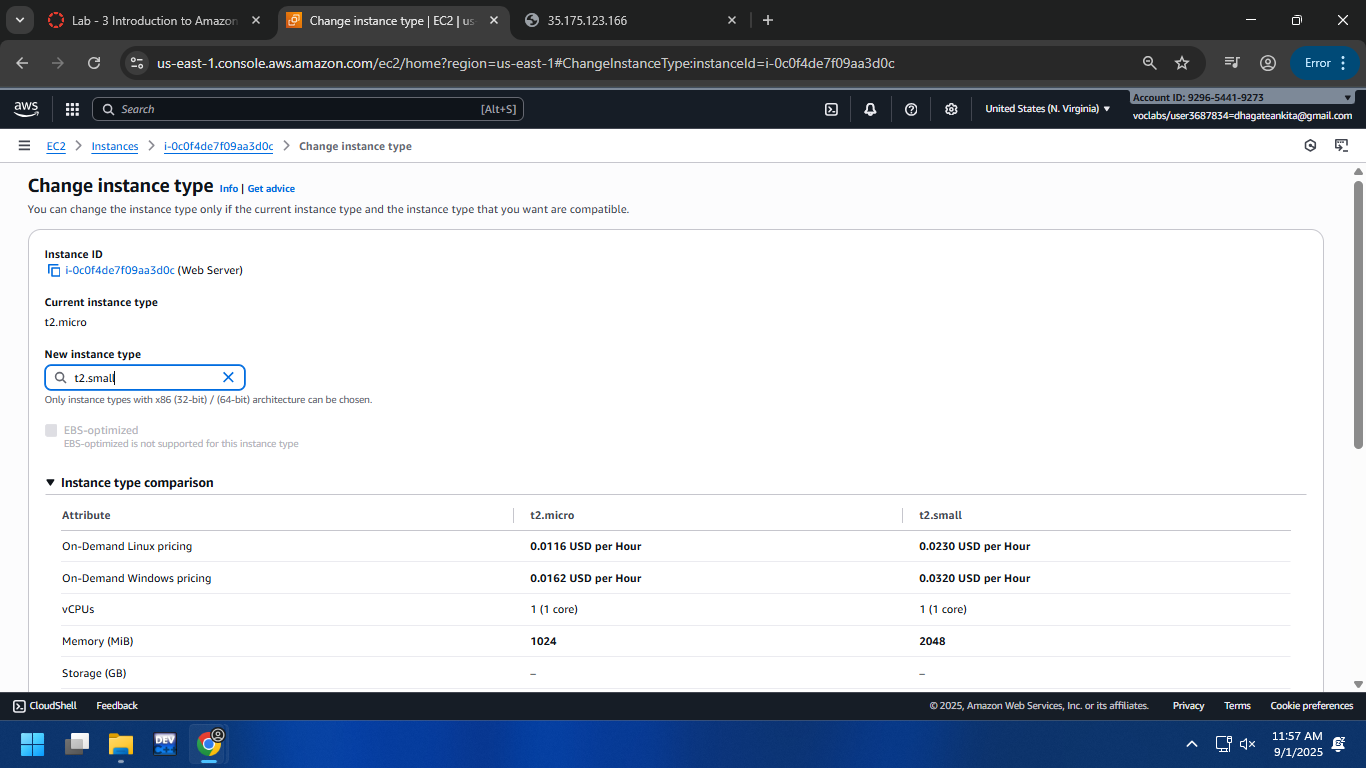 Lab - 3 Introduction to Amazon
Change instance type | EC2 | us-
35.175.123.166
us-east-1.console.aws.amazon.com/ec2/home?region=us-east-1#ChangeInstanceType:instanceId=i-0c0f4de7f09aa3d0c
Error
aws
Search
[Alt+S]
United States (N. Virginia)
Account ID: 9296-5441-9273
voclabs/user3687834=dhagateankita@gmail.com
EC2 > Instances > i-0c0f4de7f09aa3d0c > Change instance type
Change instance type Info | Get advice
You can change the instance type only if the current instance type and the instance type that you want are compatible.
Instance ID
i-0c0f4de7f09aa3d0c (Web Server)
Current instance type
t2.micro
New instance type
t2.small
Only instance types with x86 (32-bit) / (64-bit) architecture can be chosen.
EBS-optimized
EBS-optimized is not supported for this instance type
Instance type comparison
Attribute t2.micro t2.small
On-Demand Linux pricing 0.0116 USD per Hour 0.0230 USD per Hour
On-Demand Windows pricing 0.0162 USD per Hour 0.0320 USD per Hour
vCPUs 1 (1 core) 1 (1 core)
Memory (MiB) 1024 2048
Storage (GB) – –
CloudShell Feedback © 2025, Amazon Web Services, Inc. or its affiliates. Privacy Terms Cookie preferences
DEV
C++
11:57 AM
9/1/2025